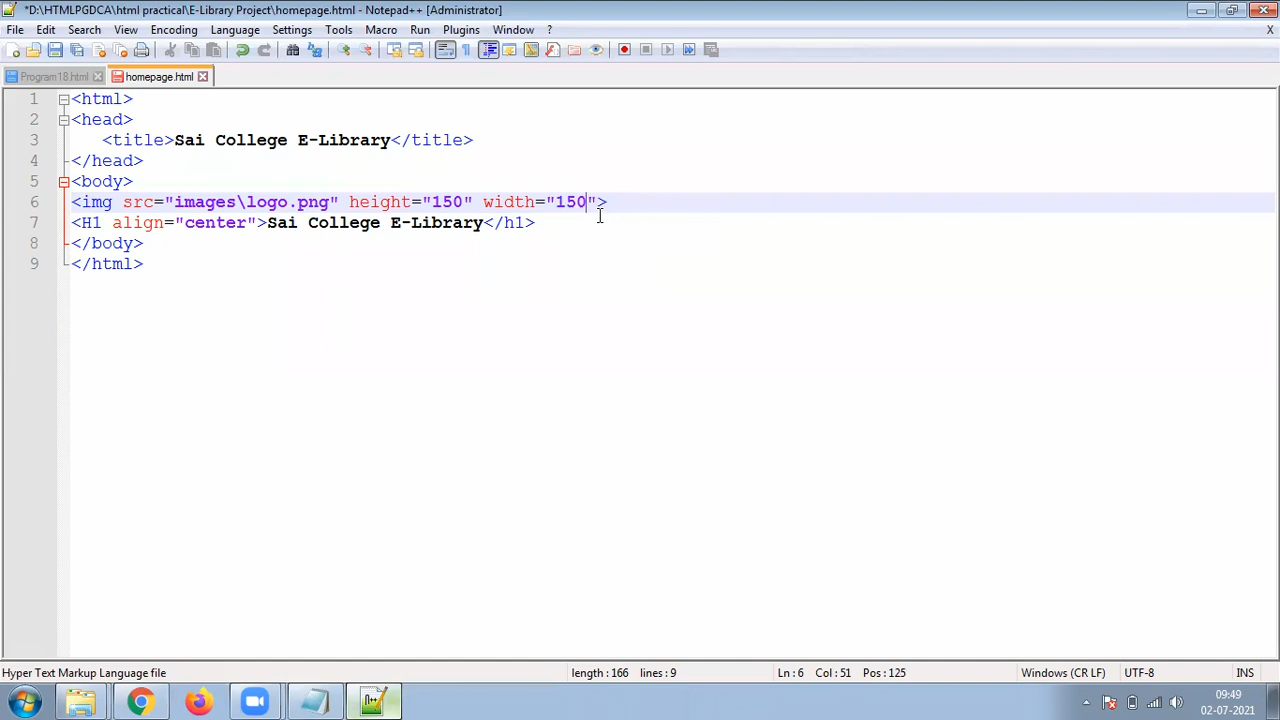 *D:\HTMLPGDCA\html practical\E-Library Project\homepage.html - Notepad++ [Administrator]
File Edit Search View Encoding Language Settings Tools Macro Run Plugins Window ? X
Program18.html homepage.html
1 <html>
2 <head>
3 <title>Sai College E-Library</title>
4 </head>
5 <body>
6 <img src="images\logo.png" height="150" width="150">
7 <H1 align="center">Sai College E-Library</h1>
8 </body>
9 </html>
Hyper Text Markup Language file length : 166 lines : 9 Ln : 6 Col : 51 Pos : 125 Windows (CR LF) UTF-8 INS
09:49
02-07-2021